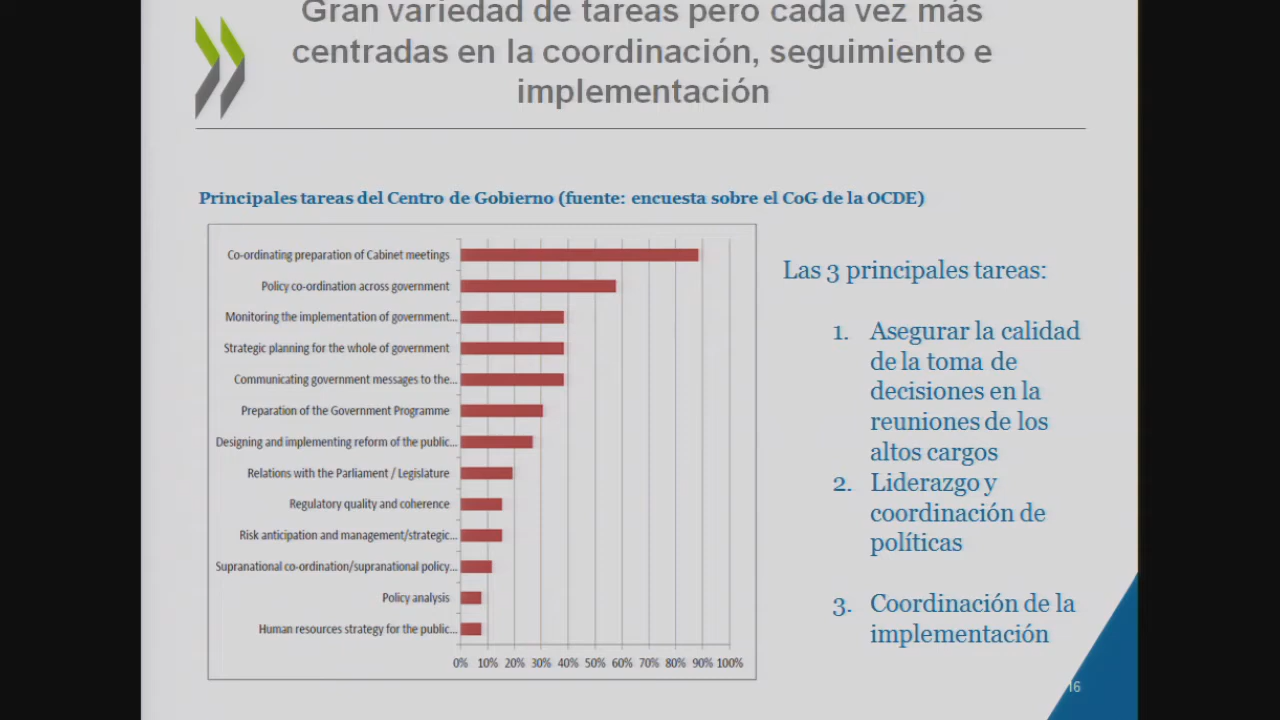 Gran variedad de tareas pero cada vez más
centradas en la coordinación, seguimiento e
implementación
Principales tareas del Centro de Gobierno (fuente: encuesta sobre el CoG de la OCDE)
Co-ordinating preparation of Cabinet meetings
Policy co-ordination across government
Monitoring the implementation of government...
Strategic planning for the whole of government
Communicating government messages to the...
Preparation of the Government Programme
Designing and implementing reform of the public...
Relations with the Parliament / Legislature
Regulatory quality and coherence
Risk anticipation and management/strategic...
Supranational co-ordination/supranational policy...
Policy analysis
Human resources strategy for the public...
0% 10% 20% 30% 40% 50% 60% 70% 80% 90% 100%
Las 3 principales tareas:
1. Asegurar la calidad
de la toma de
decisiones en la
reuniones de los
altos cargos
2. Liderazgo y
coordinación de
políticas
3. Coordinación de la
implementación
16